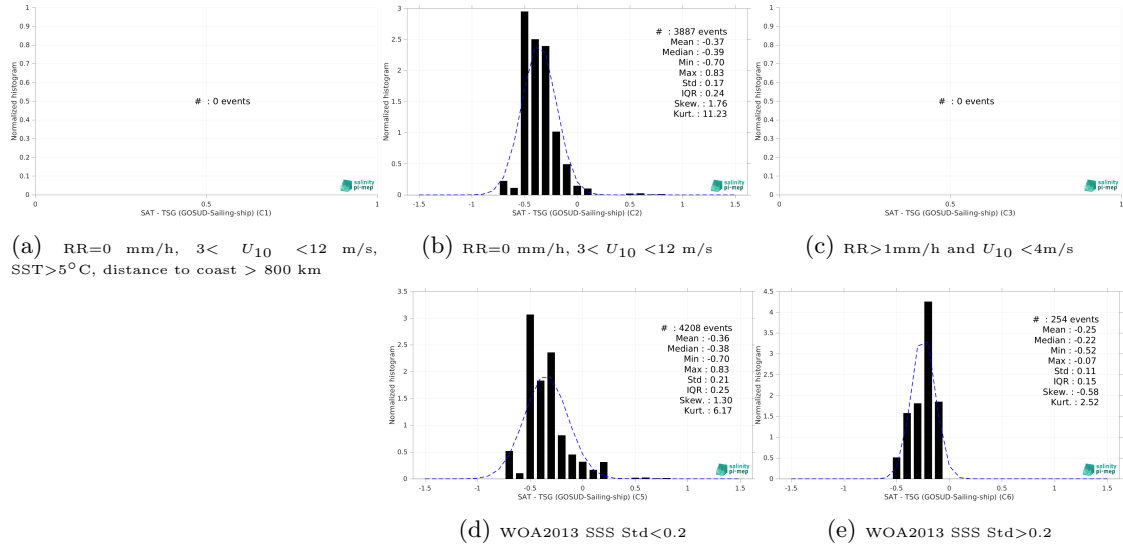 Normalized histogram
1
0.9
0.8
0.7
0.6
0.5
0.4
0.3
0.2
0.1
0
# : 0 events
salinity
pi-mep
0 0.5 1
SAT - TSG (GOSUD-Sailing-ship) (C1)
(a) RR=0 mm/h, 3< U10 <12 m/s,
SST>5°C, distance to coast > 800 km
Normalized histogram
3
2.5
2
1.5
1
0.5
0
# : 3887 events
Mean : -0.37
Median : -0.39
Min : -0.70
Max : 0.83
Std : 0.17
IQR : 0.24
Skew. : 1.76
Kurt. : 11.23
salinity
pi-mep
-1.5 -1 -0.5 0 0.5 1 1.5
SAT - TSG (GOSUD-Sailing-ship) (C2)
(b) RR=0 mm/h, 3< U10 <12 m/s
Normalized histogram
1
0.9
0.8
0.7
0.6
0.5
0.4
0.3
0.2
0.1
0
# : 0 events
salinity
pi-mep
0 0.5 1
SAT - TSG (GOSUD-Sailing-ship) (C3)
(c) RR>1mm/h and U10 <4m/s
Normalized histogram
3.5
3
2.5
2
1.5
1
0.5
0
# : 4208 events
Mean : -0.36
Median : -0.38
Min : -0.70
Max : 0.83
Std : 0.21
IQR : 0.25
Skew. : 1.30
Kurt. : 6.17
salinity
pi-mep
-1.5 -1 -0.5 0 0.5 1 1.5
SAT - TSG (GOSUD-Sailing-ship) (C5)
(d) WOA2013 SSS Std<0.2
Normalized histogram
4.5
4
3.5
3
2.5
2
1.5
1
0.5
0
# : 254 events
Mean : -0.25
Median : -0.22
Min : -0.52
Max : -0.07
Std : 0.11
IQR : 0.15
Skew. : -0.58
Kurt. : 2.52
salinity
pi-mep
-1.5 -1 -0.5 0 0.5 1 1.5
SAT - TSG (GOSUD-Sailing-ship) (C6)
(e) WOA2013 SSS Std>0.2